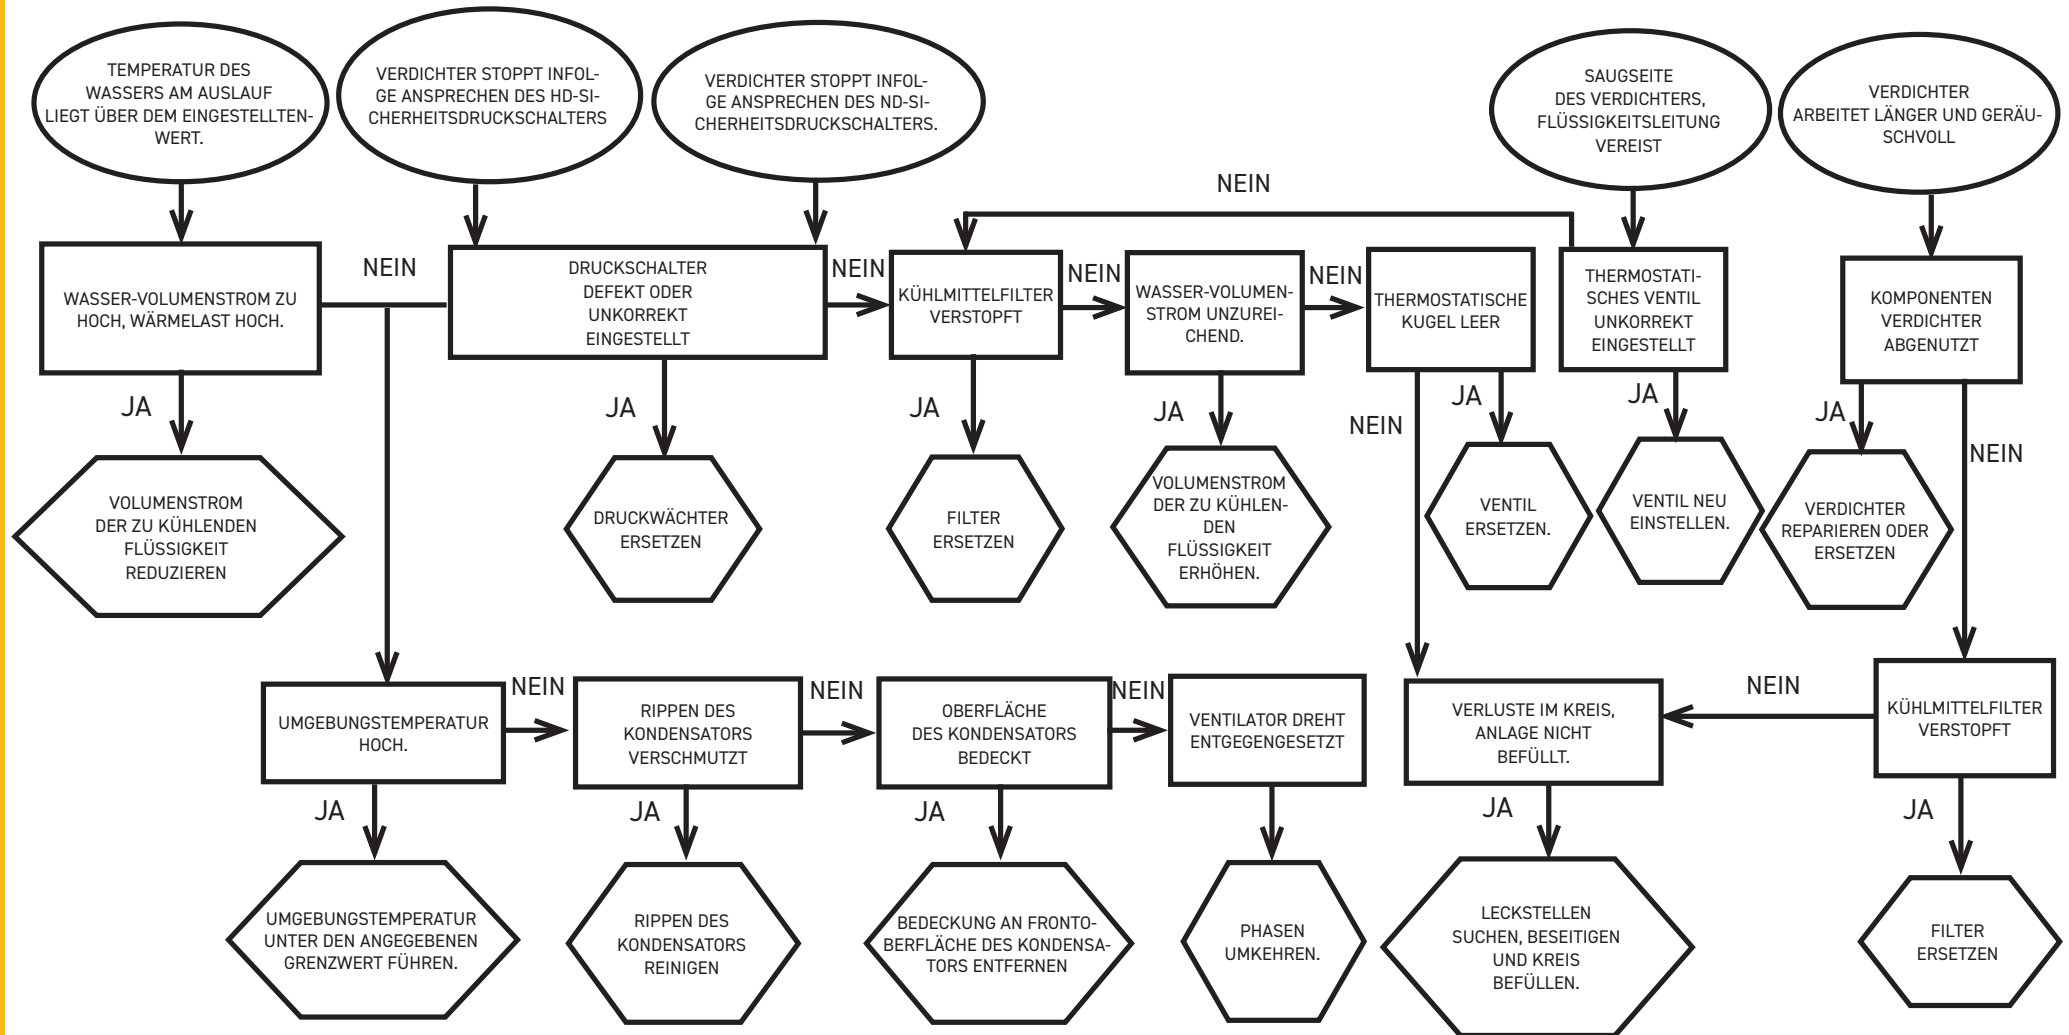 TEMPERATUR DES
WASSERS AM AUSLAUF
LIEGT ÜBER DEM EINGESTELLTEN-
WERT.
VERDICHTER STOPPT INFOL-
GE ANSPRECHEN DES HD-SI-
CHERHEITSDRUCKSCHALTERS
VERDICHTER STOPPT INFOL-
GE ANSPRECHEN DES ND-SI-
CHERHEITSDRUCKSCHALTERS.
SAUGSEITE
DES VERDICHTERS,
FLÜSSIGKEITSLEITUNG
VEREIST
VERDICHTER
ARBEITET LÄNGER UND GERÄU-
SCHVOLL
NEIN
WASSER-VOLUMENSTROM ZU
HOCH, WÄRMELAST HOCH.
NEIN
DRUCKSCHALTER
DEFEKT ODER
UNKORREKT
EINGESTELLT
NEIN
KÜHLMITTELFILTER
VERSTOPFT
NEIN
WASSER-VOLUMEN-
STROM UNZUREI-
CHEND.
NEIN
THERMOSTATISCHE
KUGEL LEER
THERMOSTATI-
SCHES VENTIL
UNKORREKT
EINGESTELLT
KOMPONENTEN
VERDICHTER
ABGENUTZT
JA
JA
JA
JA
NEIN
JA
JA
JA
NEIN
VOLUMENSTROM
DER ZU KÜHLENDEN
FLÜSSIGKEIT
REDUZIEREN
DRUCKWÄCHTER
ERSETZEN
FILTER
ERSETZEN
VOLUMENSTROM
DER ZU KÜHLEN-
DEN
FLÜSSIGKEIT
ERHÖHEN.
VENTIL
ERSETZEN.
VENTIL NEU
EINSTELLEN.
VERDICHTER
REPARIEREN ODER
ERSETZEN
UMGEBUNGSTEMPERATUR
HOCH.
NEIN
RIPPEN DES
KONDENSATORS
VERSCHMUTZT
NEIN
OBERFLÄCHE
DES KONDENSATORS
BEDECKT
NEIN
VENTILATOR DREHT
ENTGEGENGESETZT
VERLUSTE IM KREIS,
ANLAGE NICHT
BEFÜLLT.
NEIN
KÜHLMITTELFILTER
VERSTOPFT
JA
JA
JA
JA
JA
UMGEBUNGSTEMPERATUR
UNTER DEN ANGEGEBENEN
GRENZWERT FÜHREN.
RIPPEN DES
KONDENSATORS
REINIGEN
BEDECKUNG AN FRONTO-
BERFLÄCHE DES KONDENSA-
TORS ENTFERNEN
PHASEN
UMKEHREN.
LECKSTELLEN
SUCHEN, BESEITIGEN
UND KREIS
BEFÜLLEN.
FILTER
ERSETZEN